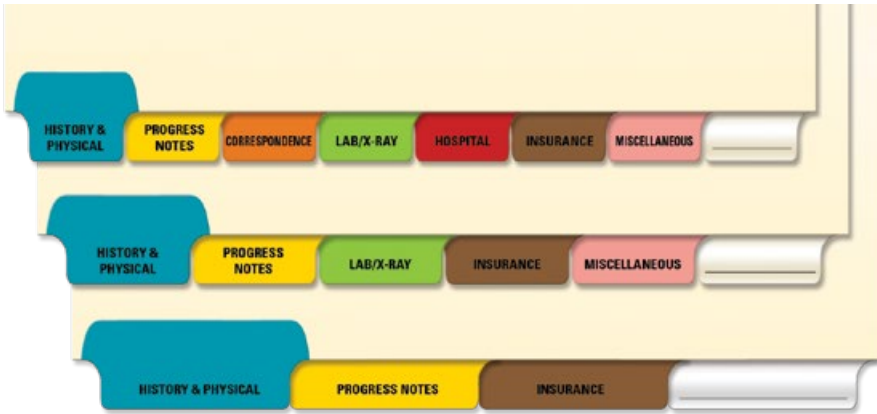 HISTORY &
PHYSICAL
PROGRESS
NOTES
CORRESPONDENCE
LAB/X-RAY
HOSPITAL
INSURANCE
MISCELLANEOUS
HISTORY &
PHYSICAL
PROGRESS
NOTES
LAB/X-RAY
INSURANCE
MISCELLANEOUS
HISTORY & PHYSICAL
PROGRESS NOTES
INSURANCE